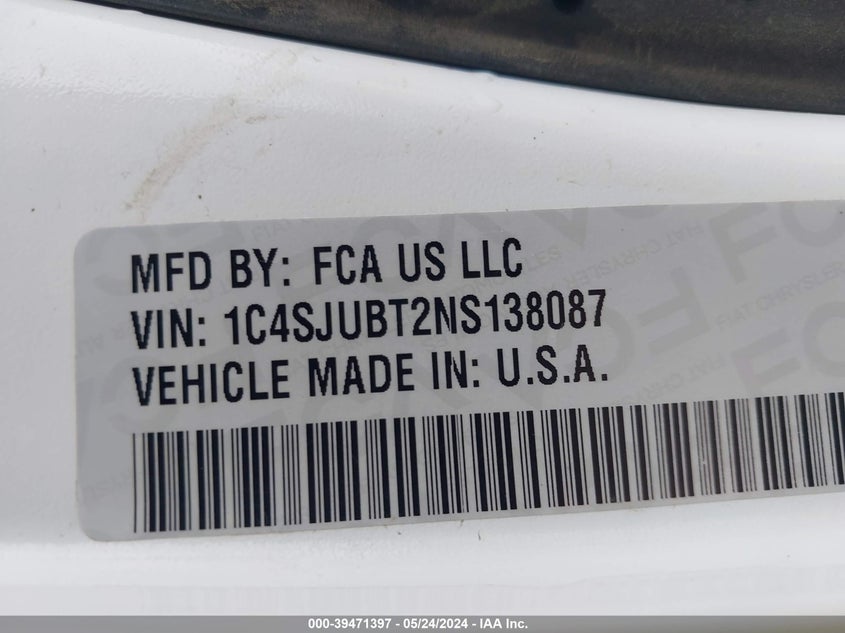 MFD BY: FCA US LLC
VIN: 1C4SJUBT2NS138087
VEHICLE MADE IN: U.S.A.
000-39471397 - 05/24/2024 - IAA Inc.